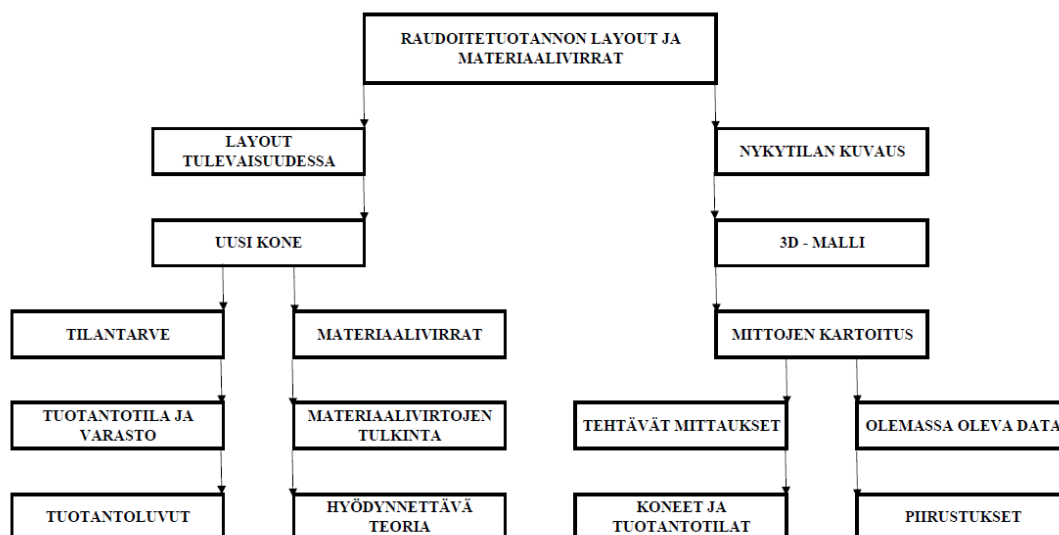 RAUDOITETUOTANNON LAYOUT JA
MATERIAALIVIRRAT
LAYOUT
TULEVAISUUDESSA
NYKYTILAN KUVAUS
UUSI KONE
3D - MALLI
TILANTARVE
MATERIAALIVIRRAT
MITTOJEN KARTOITUS
TUOTANTOTILA JA
VARASTO
MATERIAALIVIRTOJEN
TULKINTA
TEHTÄVÄT MITTAUKSET
OLEMASSA OLEVA DATA
TUOTANTOLUVUT
HYÖDYNNETTÄVÄ
TEORIA
KONEET JA
TUOTANTOTILAT
PIIRUSTUKSET